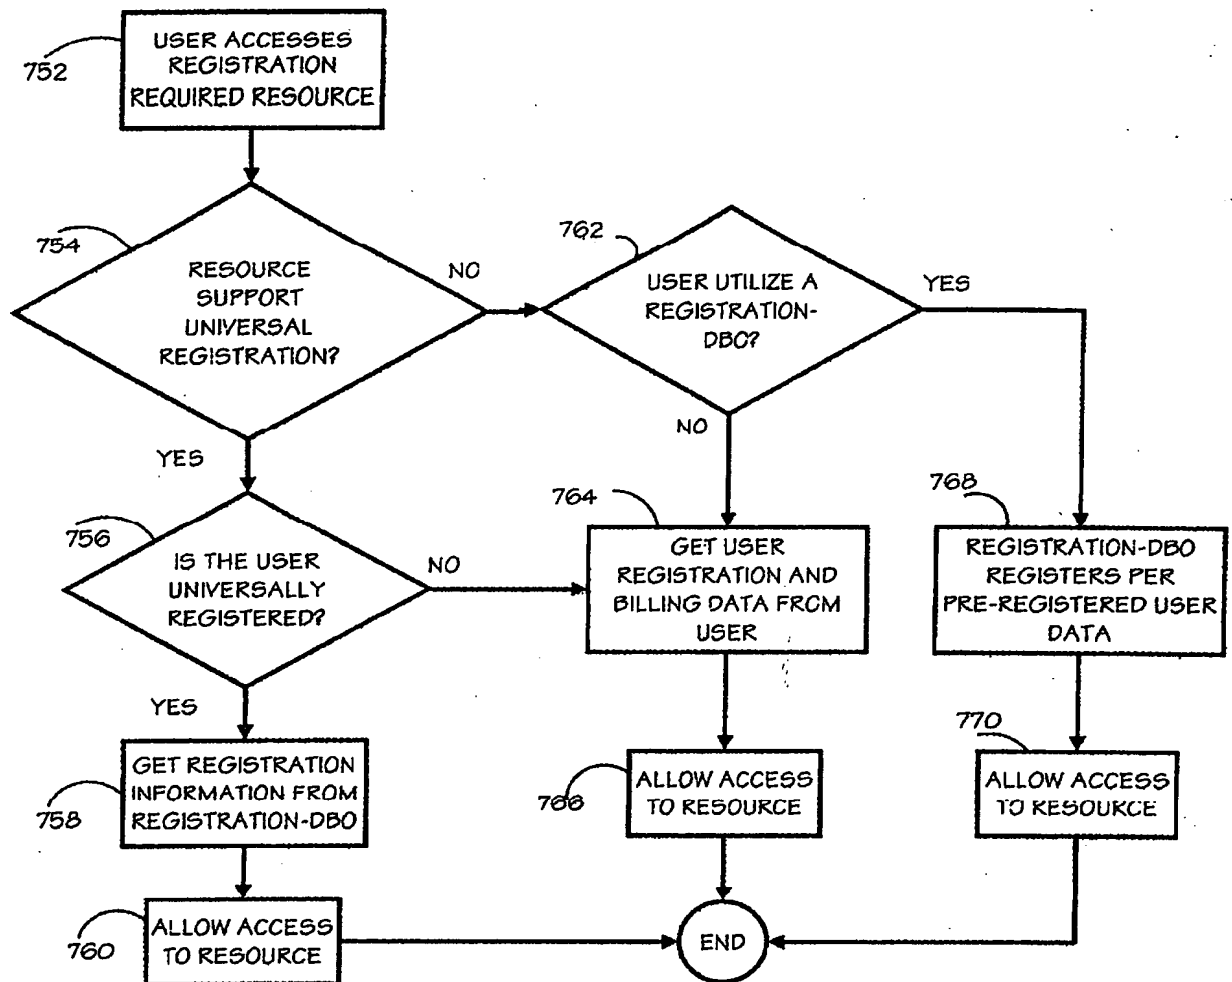 752
USER ACCESSES
REGISTRATION
REQUIRED RESOURCE
754
RESOURCE
SUPPORT
UNIVERSAL
REGISTRATION?
NO
YES
762
USER UTILIZE A
REGISTRATION-
DBO?
YES
NO
756
IS THE USER
UNIVERSALLY
REGISTERED?
NO
YES
764
GET USER
REGISTRATION AND
BILLING DATA FROM
USER
768
REGISTRATION-DBO
REGISTERS PER
PRE-REGISTERED USER
DATA
758
GET REGISTRATION
INFORMATION FROM
REGISTRATION-DBO
766
ALLOW ACCESS
TO RESOURCE
770
ALLOW ACCESS
TO RESOURCE
760
ALLOW ACCESS
TO RESOURCE
END